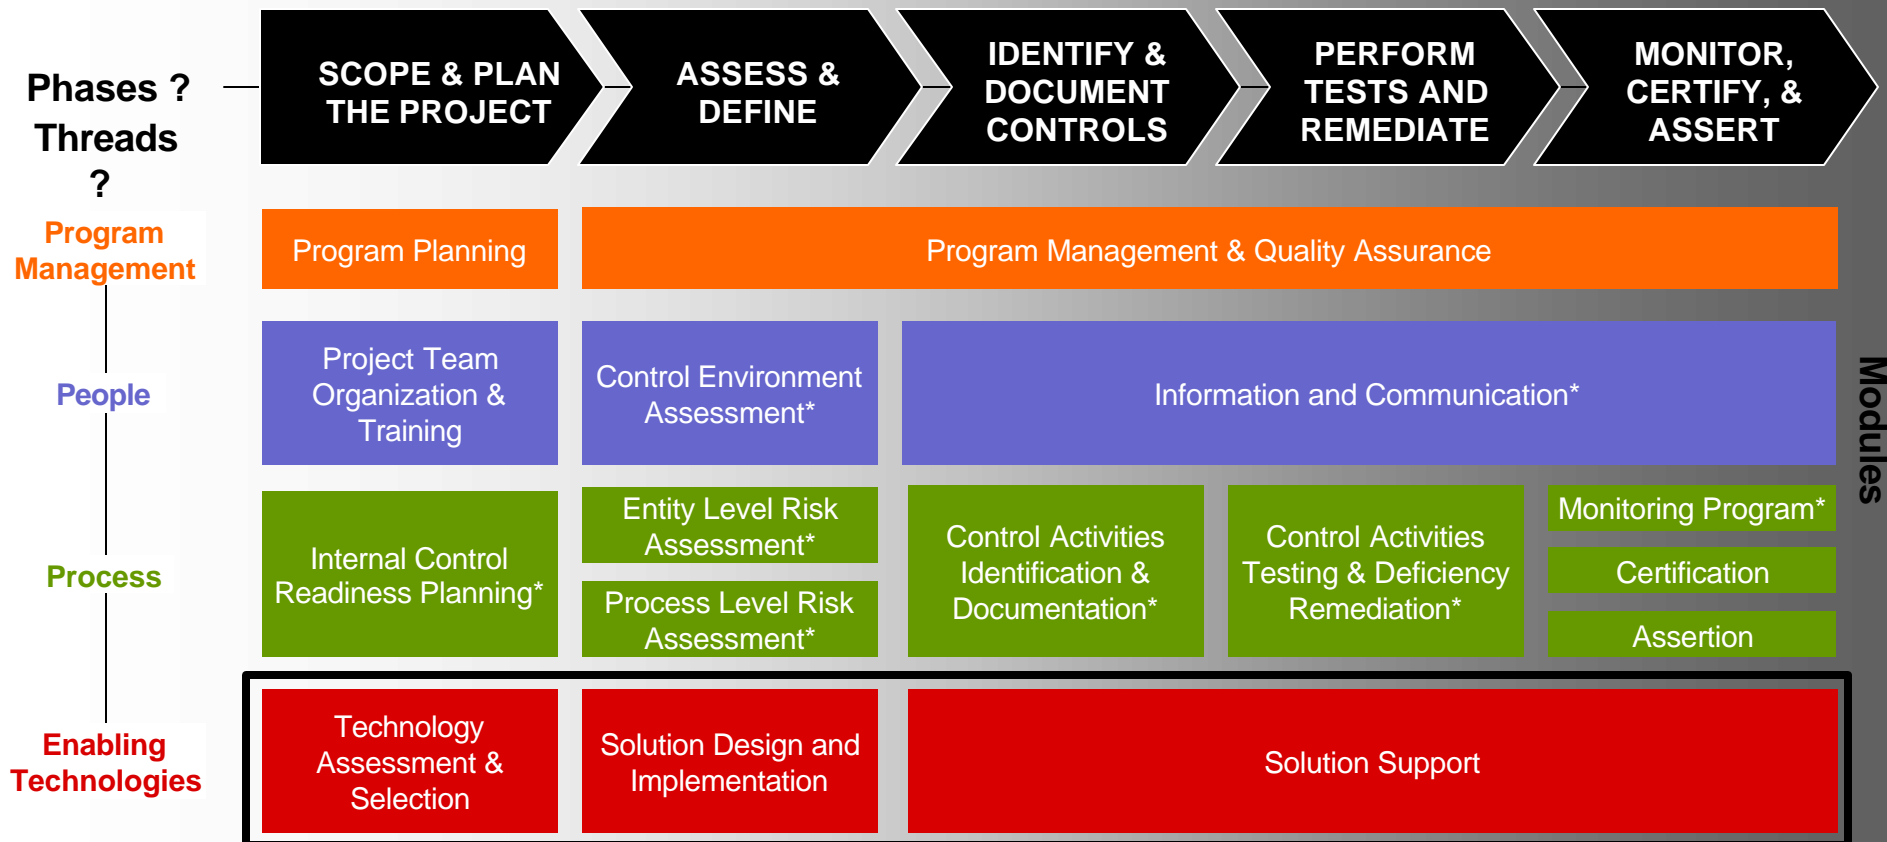 Phases ?
Threads
?
SCOPE & PLAN
THE PROJECT
ASSESS &
DEFINE
IDENTIFY &
DOCUMENT
CONTROLS
PERFORM
TESTS AND
REMEDIATE
MONITOR,
CERTIFY, &
ASSERT
Program
Management
Program Planning
Program Management & Quality Assurance
People
Project Team
Organization &
Training
Control Environment
Assessment*
Information and Communication*
Modules
Process
Internal Control
Readiness Planning*
Entity Level Risk
Assessment*
Process Level Risk
Assessment*
Control Activities
Identification &
Documentation*
Control Activities
Testing & Deficiency
Remediation*
Monitoring Program*
Certification
Assertion
Enabling
Technologies
Technology
Assessment &
Selection
Solution Design and
Implementation
Solution Support